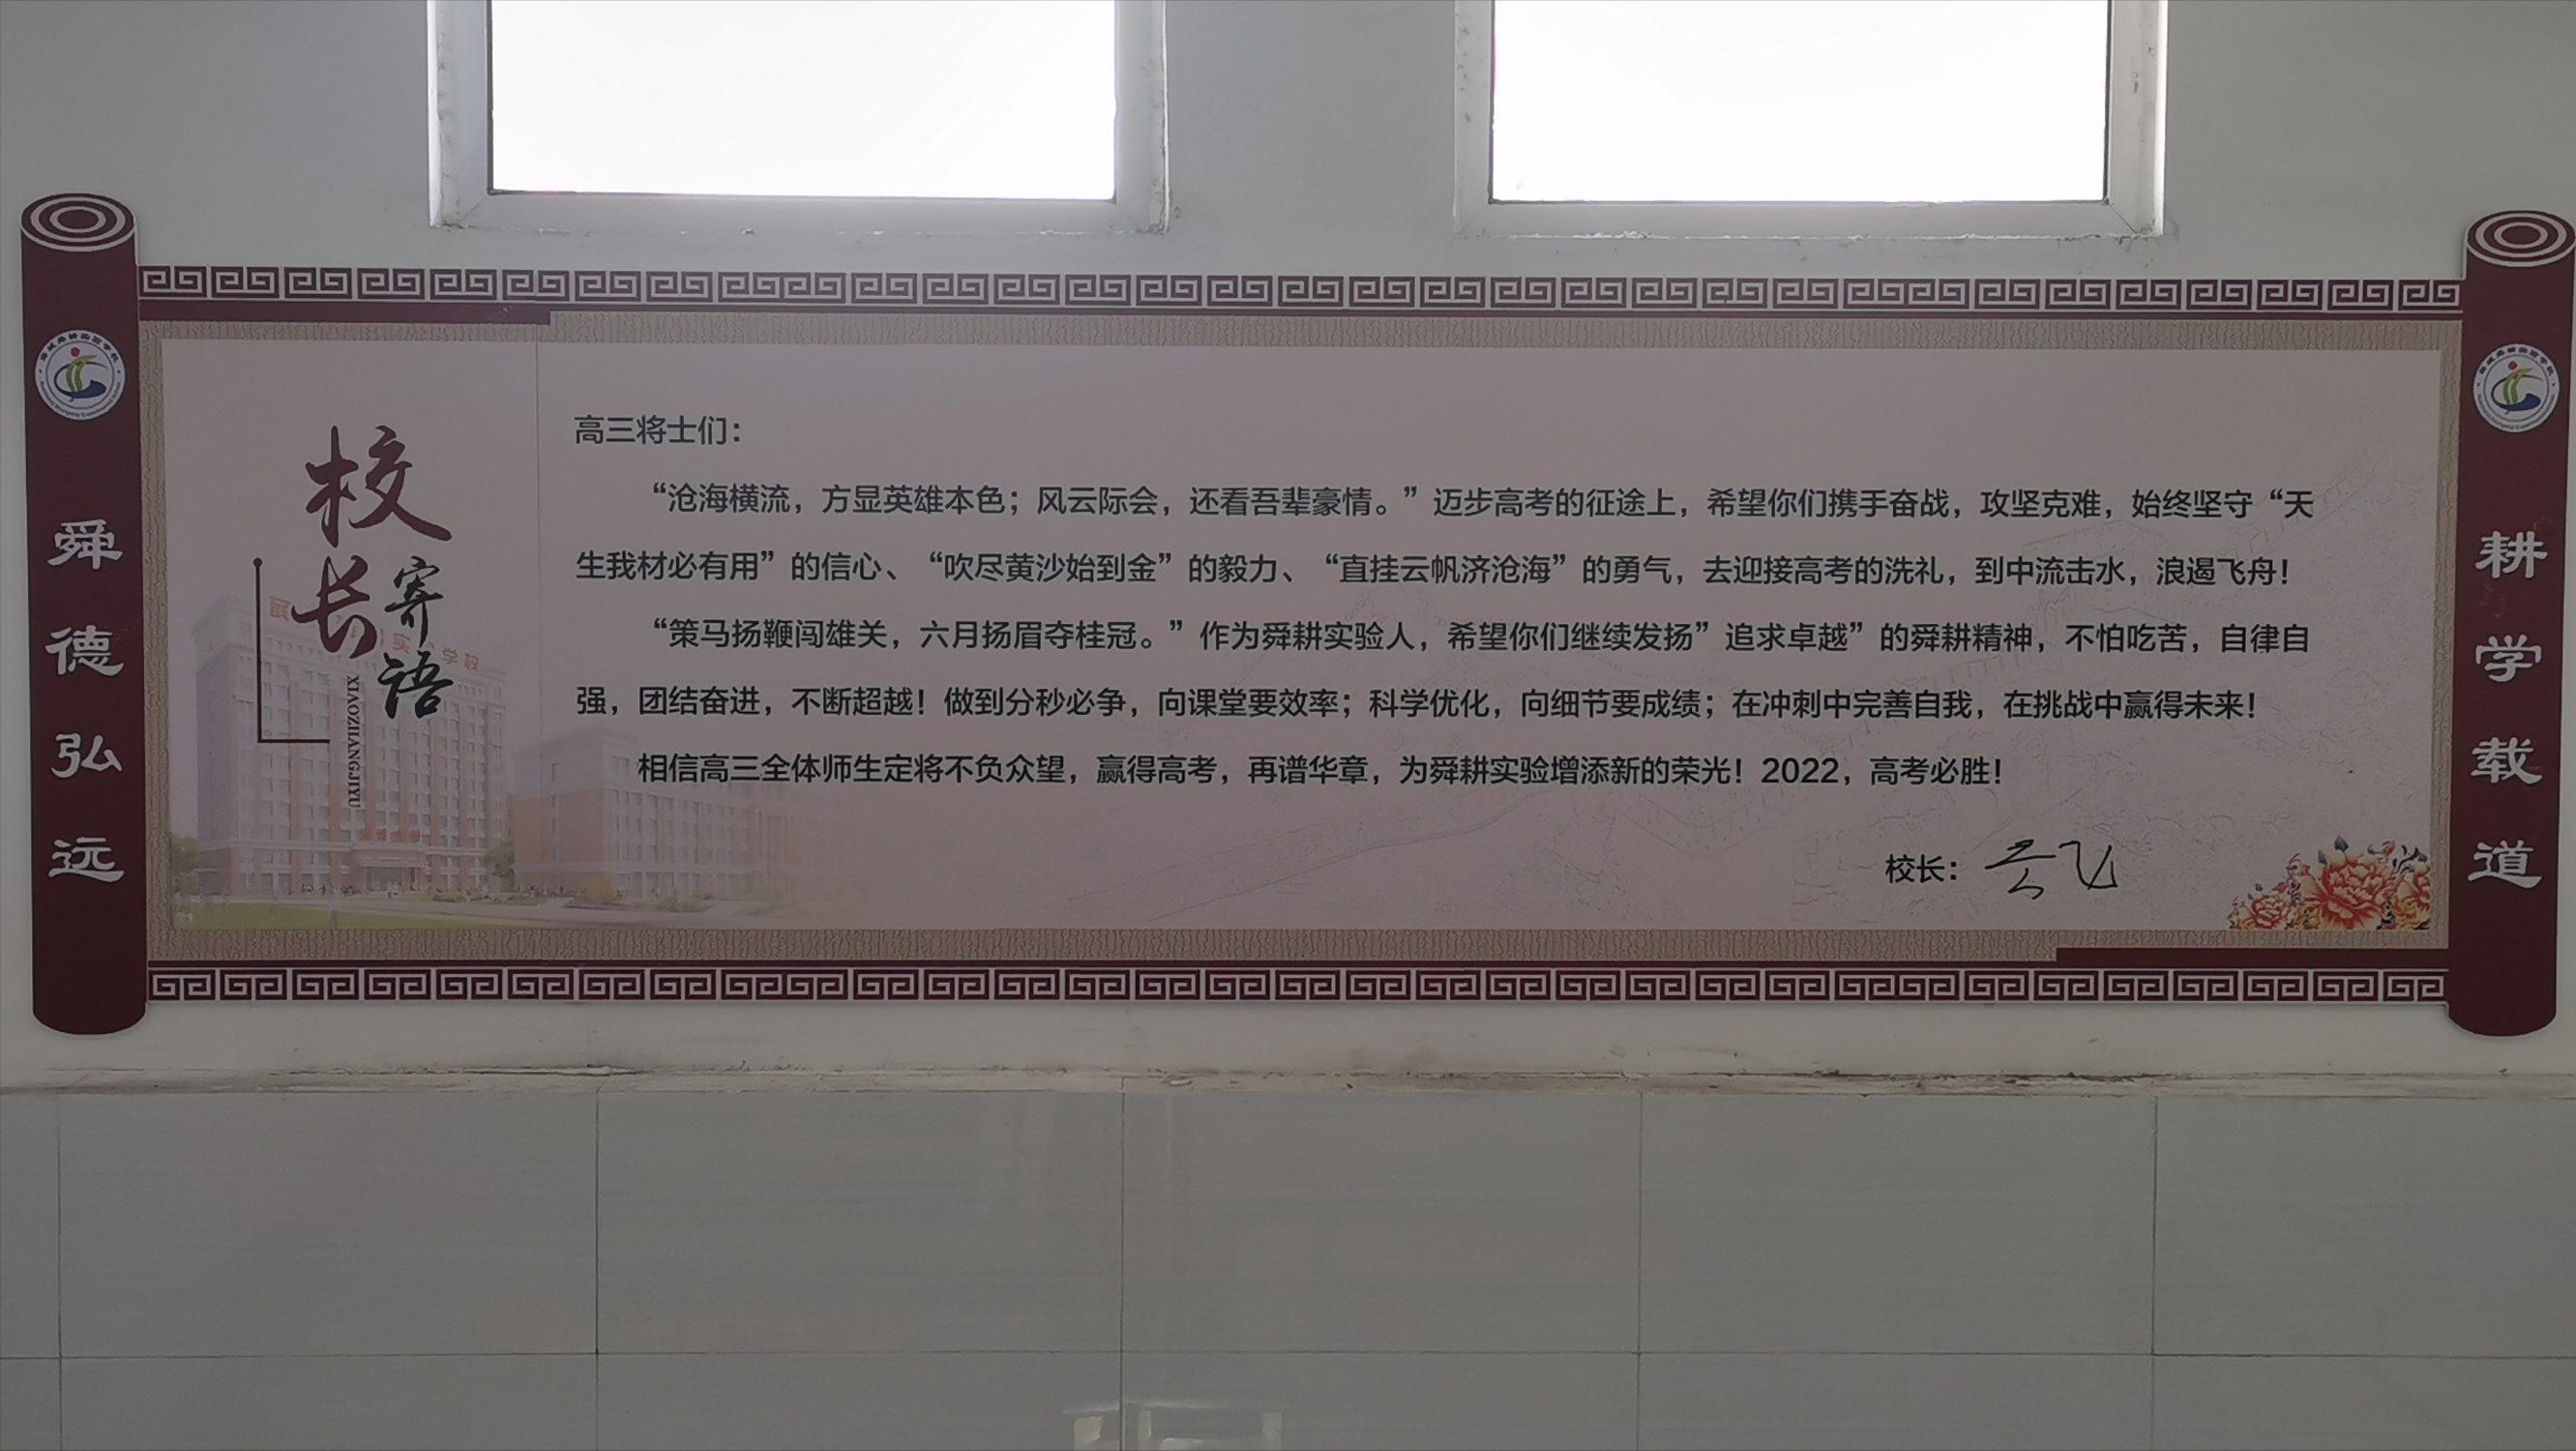 舜德弘远
校长寄语
XIAOZHANGJIYU
高三将士们：
“沧海横流，方显英雄本色；风云际会，还看吾辈豪情。”迈步高考的征途上，希望你们携手奋战，攻坚克难，始终坚守“天
生我材必有用”的信心、“吹尽黄沙始到金”的毅力、“直挂云帆济沧海”的勇气，去迎接高考的洗礼，到中流击水，浪遏飞舟！
“策马扬鞭闯雄关，六月扬眉夺桂冠。”作为舜耕实验人，希望你们继续发扬”追求卓越”的舜耕精神，不怕吃苦，自律自
强，团结奋进，不断超越！做到分秒必争，向课堂要效率；科学优化，向细节要成绩；在冲刺中完善自我，在挑战中赢得未来！
相信高三全体师生定将不负众望，赢得高考，再谱华章，为舜耕实验增添新的荣光！2022，高考必胜！
校长：云飞
耕学载道